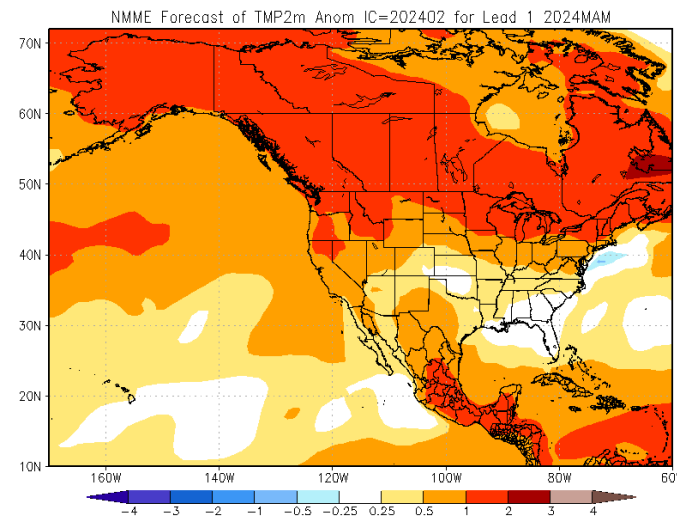 NMME Forecast of TMP2m Anom IC=202402 for Lead 1 2024MAM
70N
60N
50N
40N
30N
20N
10N
160W 140W 120W 100W 80W 60
-4 -3 -2 -1 -0.5 -0.25 0.25 0.5 1 2 3 4